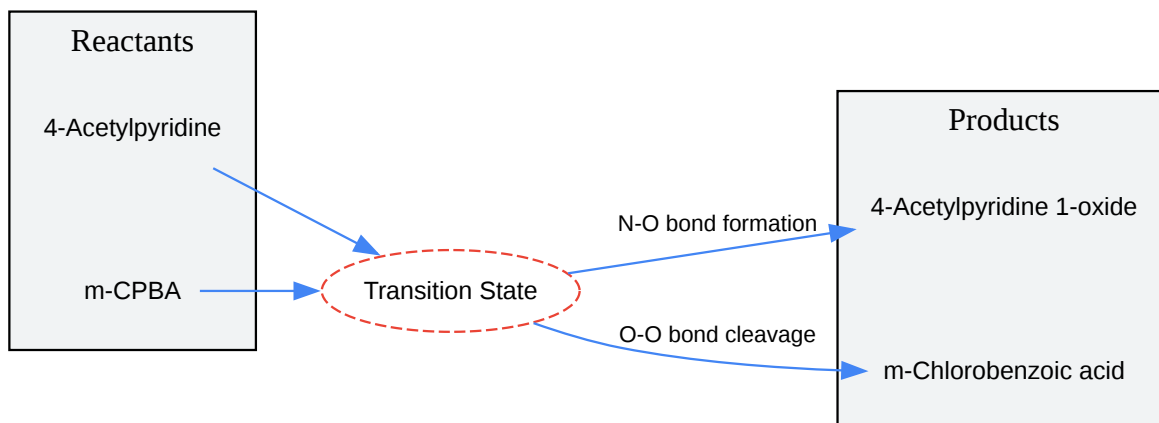 Reactants
4-Acetylpyridine
m-CPBA
Transition State
N-O bond formation
O-O bond cleavage
Products
4-Acetylpyridine 1-oxide
m-Chlorobenzoic acid